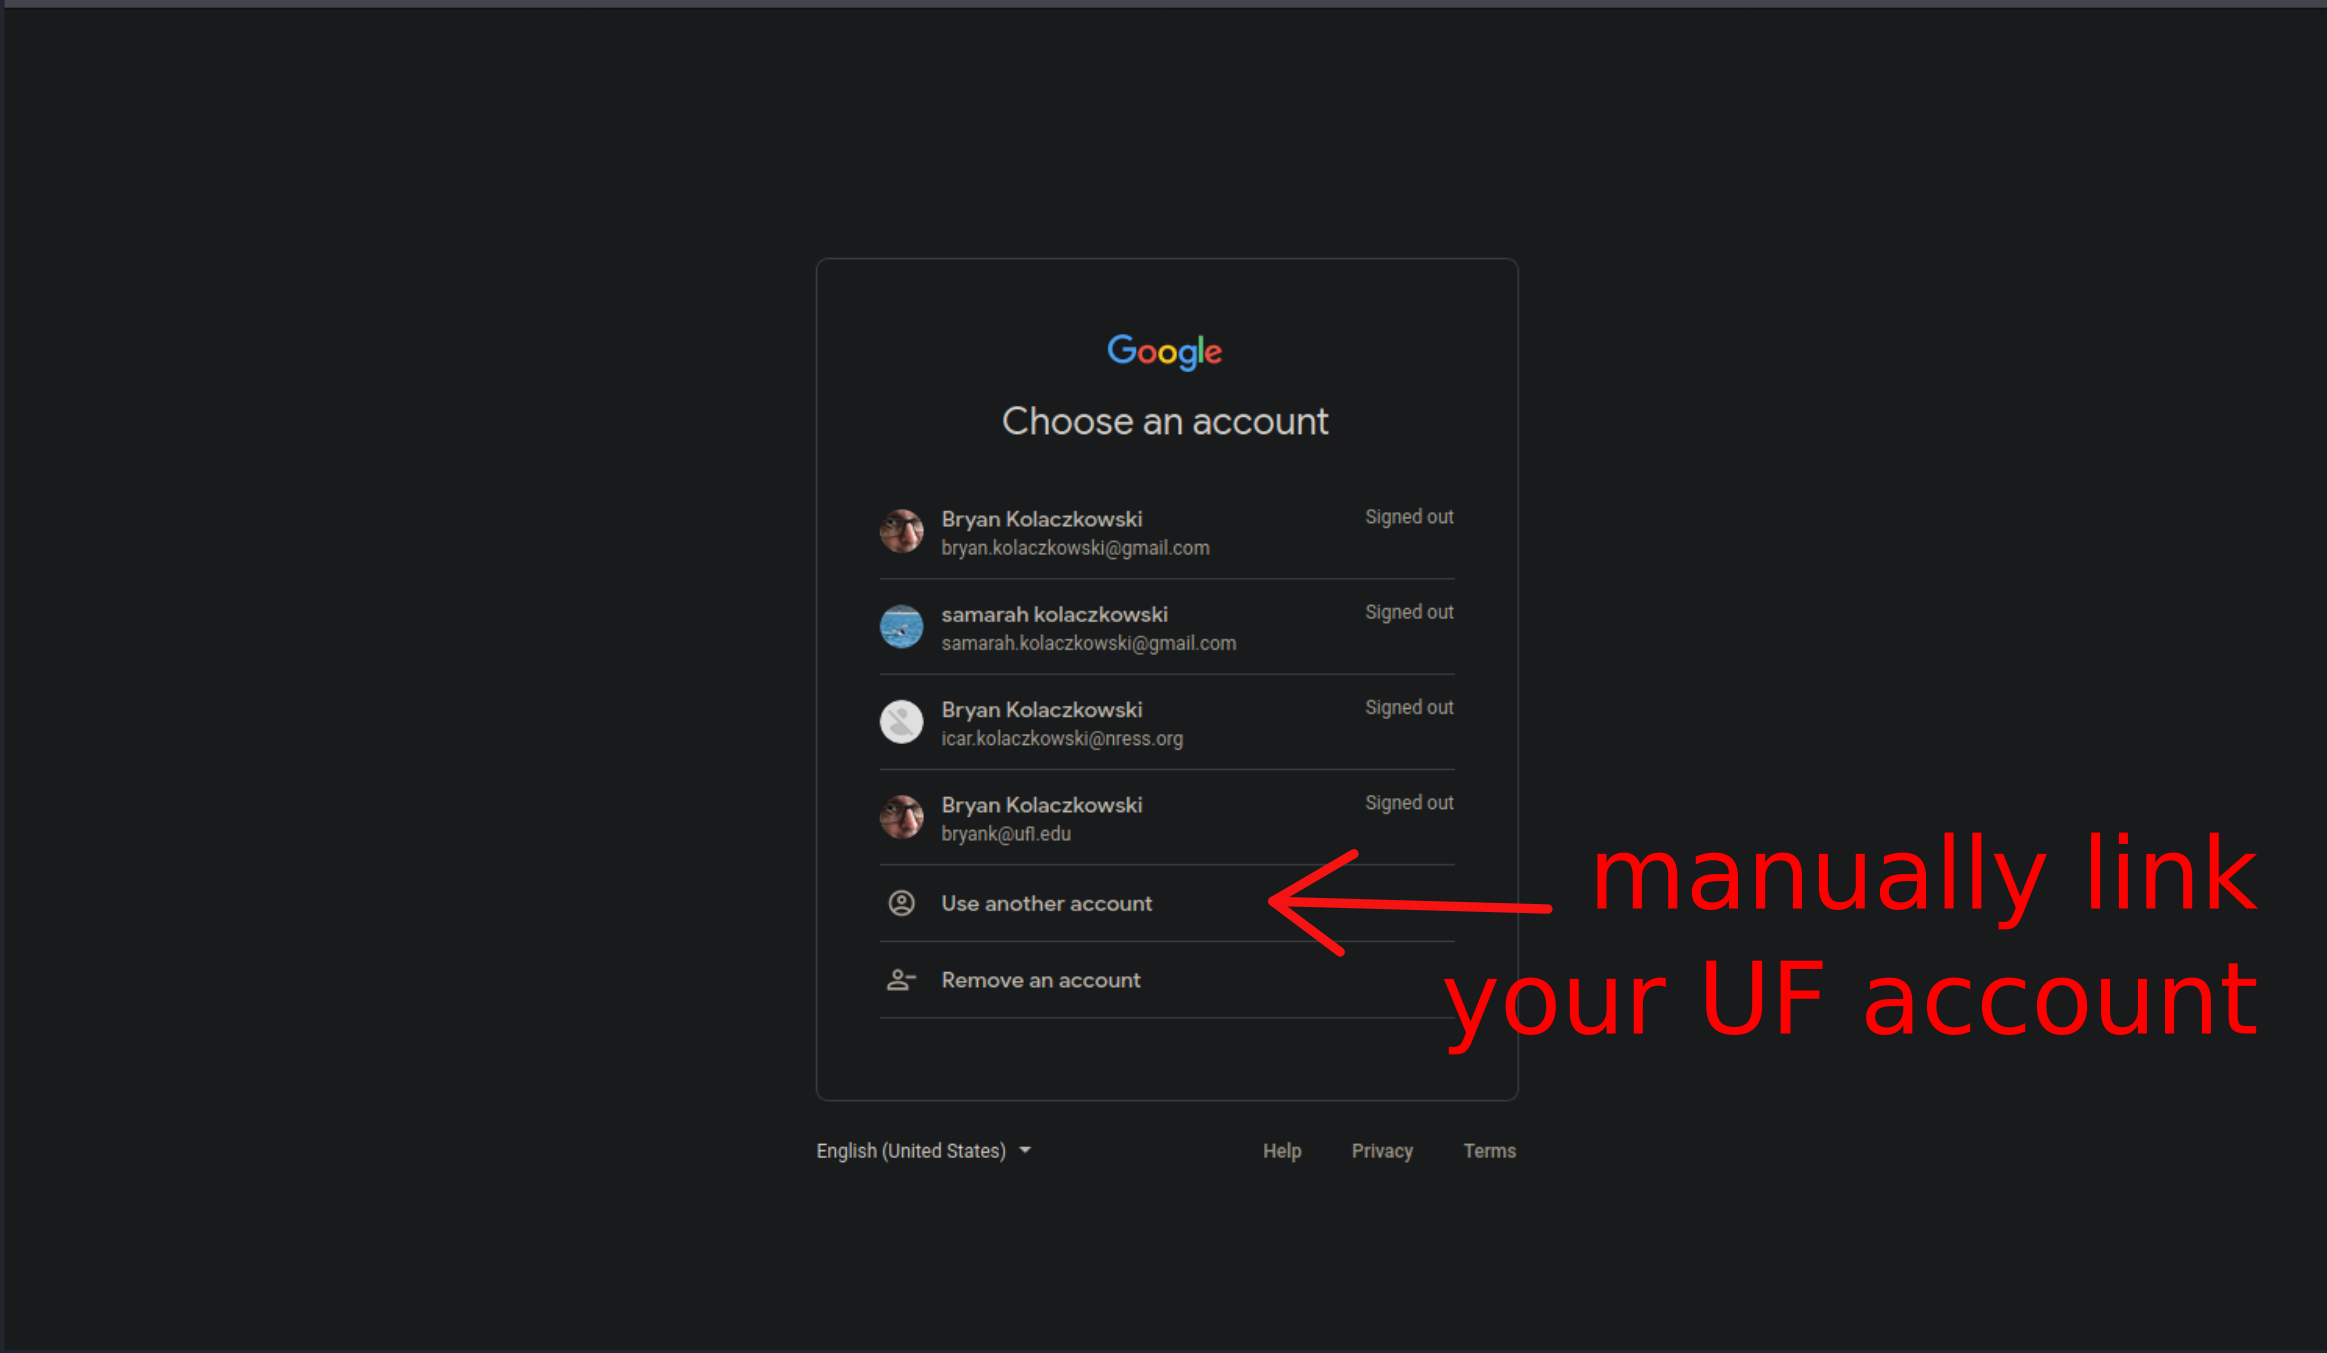 Google
Choose an account
Bryan Kolaczkowski
Signed out
bryan.kolaczkowski@gmail.com
samarah kolaczkowski
Signed out
samarah.kolaczkowski@gmail.com
Bryan Kolaczkowski
Signed out
icar.kolaczkowski@nress.org
Bryan Kolaczkowski
Signed out
bryank@ufl.edu
Use another account
manually link
your UF account
Remove an account
English (United States)
Help
Privacy
Terms